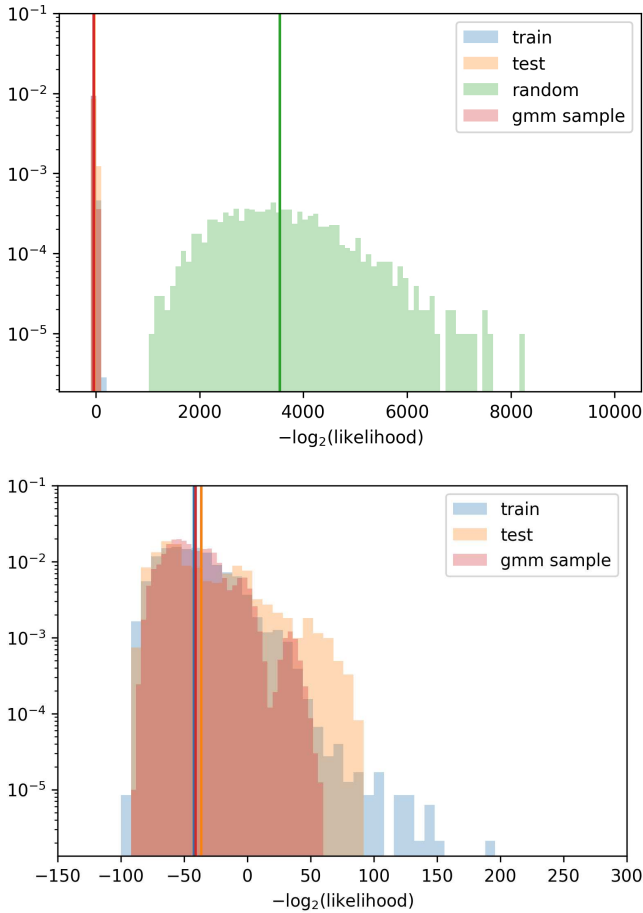 10⁻¹
10⁻²
10⁻³
10⁻⁴
10⁻⁵
train
test
random
gmm sample
0 2000 4000 6000 8000 10000
−log₂(likelihood)
10⁻¹
10⁻²
10⁻³
10⁻⁴
10⁻⁵
train
test
gmm sample
−150 −100 −50 0 50 100 150 200 250 300
−log₂(likelihood)